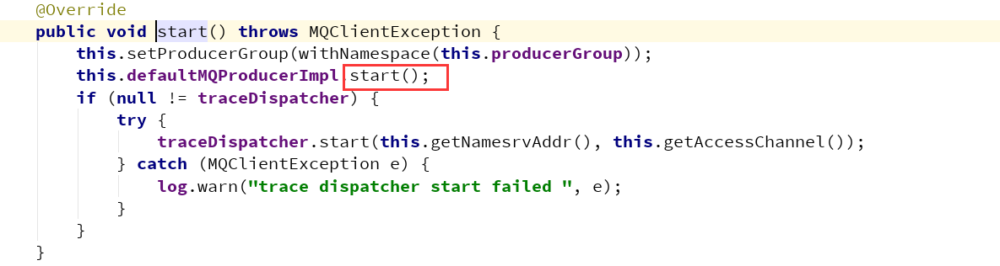 @Override
public void start() throws MQClientException {
    this.setProducerGroup(withNamespace(this.producerGroup));
    this.defaultMQProducerImpl.start();
    if (null != traceDispatcher) {
        try {
            traceDispatcher.start(this.getNamesrvAddr(), this.getAccessChannel());
        } catch (MQClientException e) {
            log.warn("trace dispatcher start failed ", e);
        }
    }
}